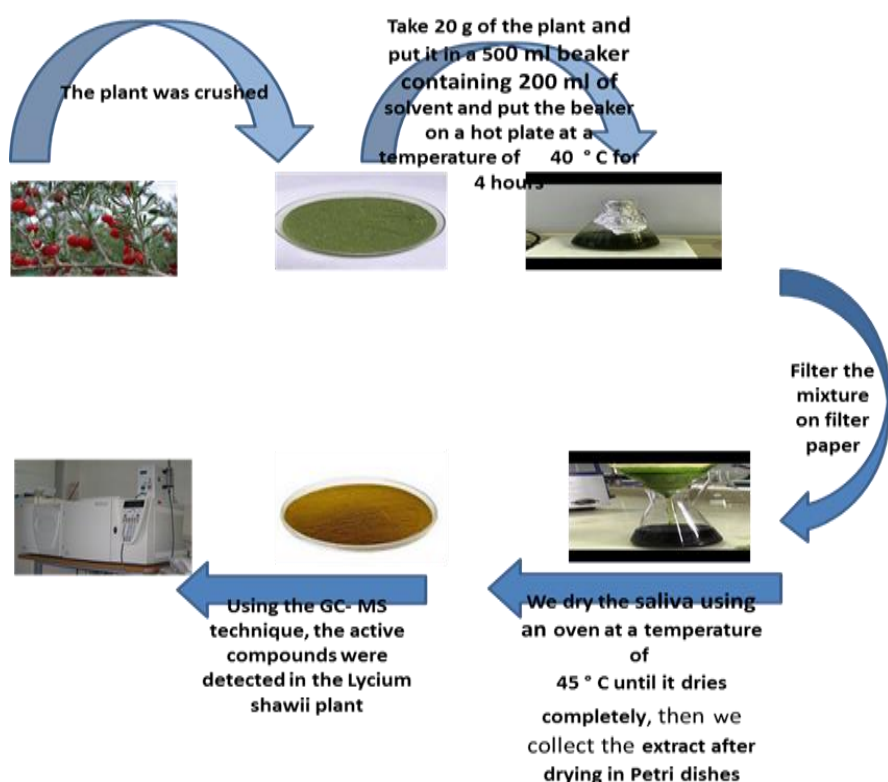 The plant was crushed
Take 20 g of the plant and
put it in a 500 ml beaker
containing 200 ml of
solvent and put the beaker
on a hot plate at a
temperature of 40 ° C for
4 hours
Filter the
mixture
on filter
paper
We dry the saliva using
an oven at a temperature
of
45 ° C until it dries
completely, then we
collect the extract after
drying in Petri dishes
Using the GC- MS
technique, the active
compounds were
detected in the Lycium
shawii plant